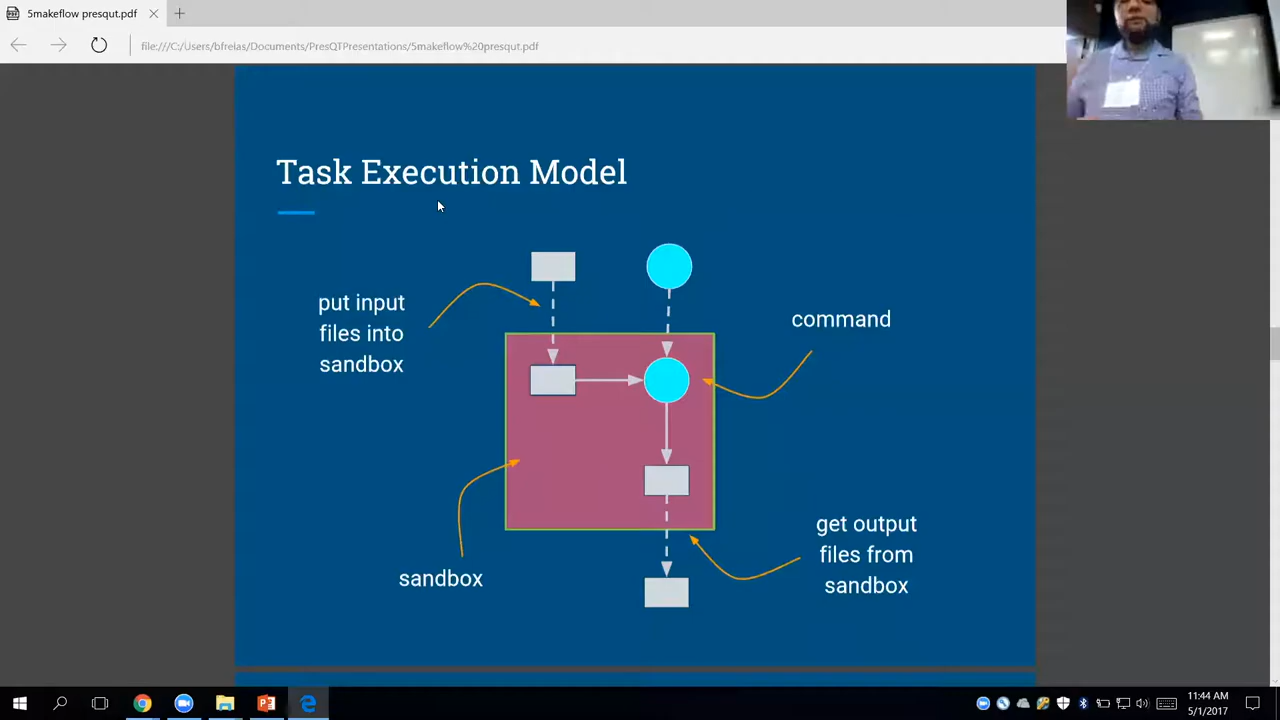 5makeflow presqut.pdf
file:///C:/Users/bfreias/Documents/PresQTPresentations/5makeflow%20presqut.pdf
Task Execution Model
put input
files into
sandbox
command
sandbox
get output
files from
sandbox
11:44 AM
5/1/2017